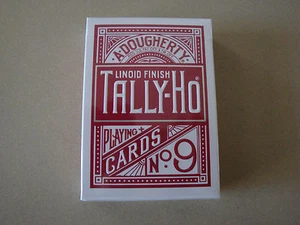 A. DOUGHERTY
LINOID FINISH
TALLY-HO®
PLAYING
CARDS No. 9